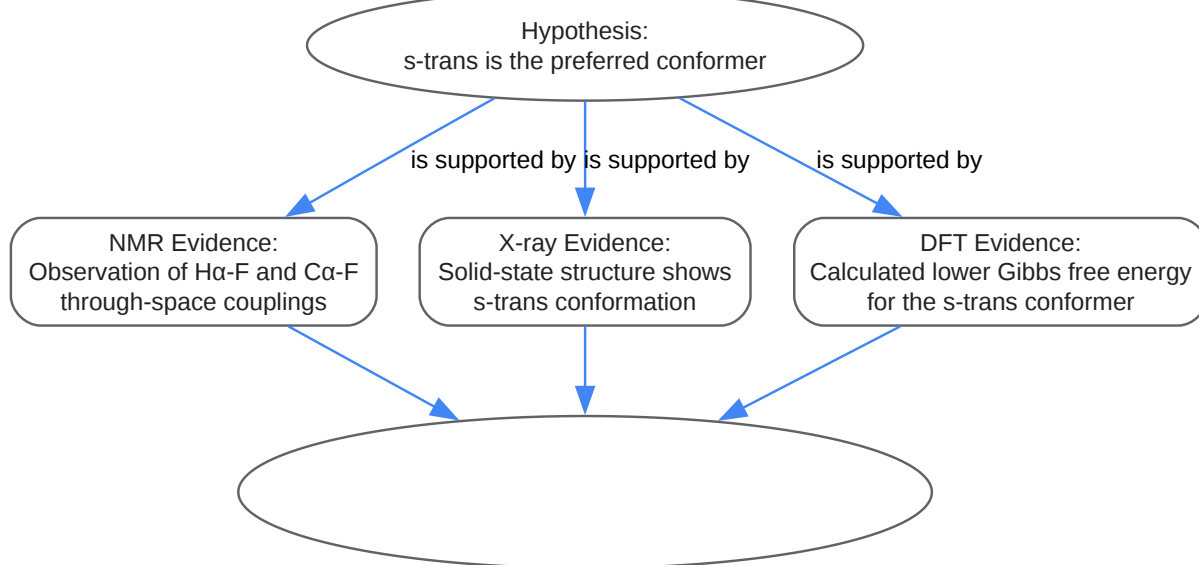 Hypothesis:
s-trans is the preferred conformer
is supported by
is supported by
is supported by
NMR Evidence:
Observation of Hα-F and Cα-F
through-space couplings
X-ray Evidence:
Solid-state structure shows
s-trans conformation
DFT Evidence:
Calculated lower Gibbs free energy
for the s-trans conformer